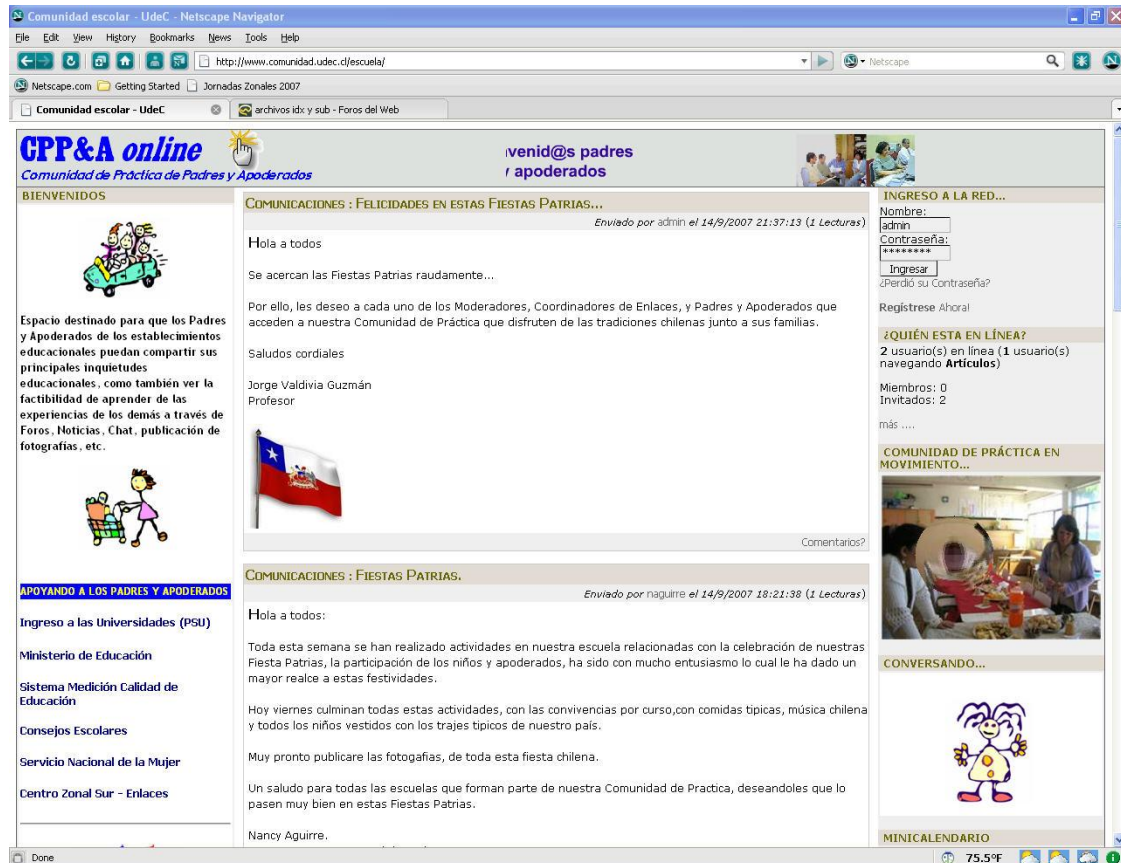 Comunidad escolar - UdeC - Netscape Navigator
File Edit View History Bookmarks News Tools Help
http://www.comunidad.udec.cl/escuela/
Netscape
Netscape.com Getting Started Jornadas Zonales 2007
Comunidad escolar - UdeC
archivos idx y sub - Foros del Web
CPP&A online
Comunidad de Práctica de Padres y Apoderados
venid@s padres
apoderados
BIENVENIDOS
Espacio destinado para que los Padres
y Apoderados de los establecimientos
educacionales puedan compartir sus
principales inquietudes
educacionales, como también ver la
factibilidad de aprender de las
experiencias de los demás a través de
Foros, Noticias, Chat, publicación de
fotografías, etc.
APOYANDO A LOS PADRES Y APODERADOS
Ingreso a las Universidades (PSU)
Ministerio de Educación
Sistema Medición Calidad de
Educación
Consejos Escolares
Servicio Nacional de la Mujer
Centro Zonal Sur - Enlaces
COMUNICACIONES : FELICIDADES EN ESTAS FIESTAS PATRIAS...
Enviado por admin el 14/9/2007 21:37:13 (1 Lecturas)
Hola a todos
Se acercan las Fiestas Patrias raudamente...
Por ello, les deseo a cada uno de los Moderadores, Coordinadores de Enlaces, y Padres y Apoderados que
acceden a nuestra Comunidad de Práctica que disfruten de las tradiciones chilenas junto a sus familias.
Saludos cordiales
Jorge Valdivia Guzmán
Profesor
Comentarios?
COMUNICACIONES : FIESTAS PATRIAS.
Enviado por naguirre el 14/9/2007 18:21:38 (1 Lecturas)
Hola a todos:
Toda esta semana se han realizado actividades en nuestra escuela relacionadas con la celebración de nuestras
Fiesta Patrias, la participación de los niños y apoderados, ha sido con mucho entusiasmo lo cual le ha dado un
mayor realce a estas festividades.
Hoy viernes culminan todas estas actividades, con las convivencias por curso,con comidas tipicas, música chilena
y todos los niños vestidos con los trajes tipicos de nuestro país.
Muy pronto publicare las fotogafias, de toda esta fiesta chilena.
Un saludo para todas las escuelas que forman parte de nuestra Comunidad de Practica, deseandoles que lo
pasen muy bien en estas Fiestas Patrias.
Nancy Aguirre.
INGRESO A LA RED...
Nombre:
admin
Contraseña:
********
Ingresar
¿Perdió su Contraseña?
Regístrese Ahora!
¿QUIÉN ESTA EN LÍNEA?
2 usuario(s) en línea (1 usuario(s)
navegando Artículos)
Miembros: 0
Invitados: 2
más ....
COMUNIDAD DE PRÁCTICA EN
MOVIMIENTO...
CONVERSANDO...
MINICALENDARIO
Done
75.5ºF